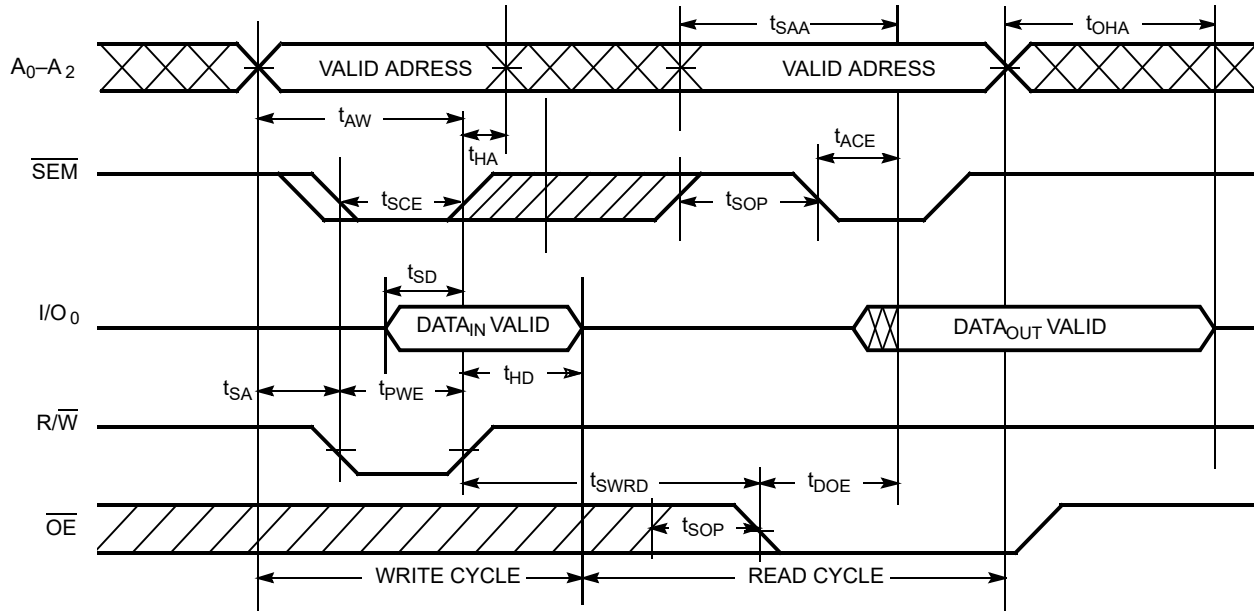 tSAA
tOHA
A0–A2
VALID ADRESS
VALID ADRESS
tAW
tHA
tACE
SEM
tSCE
tSOP
tSD
I/O0
DATAIN VALID
DATAOUT VALID
tSA
tPWE
tHD
R/W
tSWRD
tDOE
OE
tSOP
WRITE CYCLE
READ CYCLE